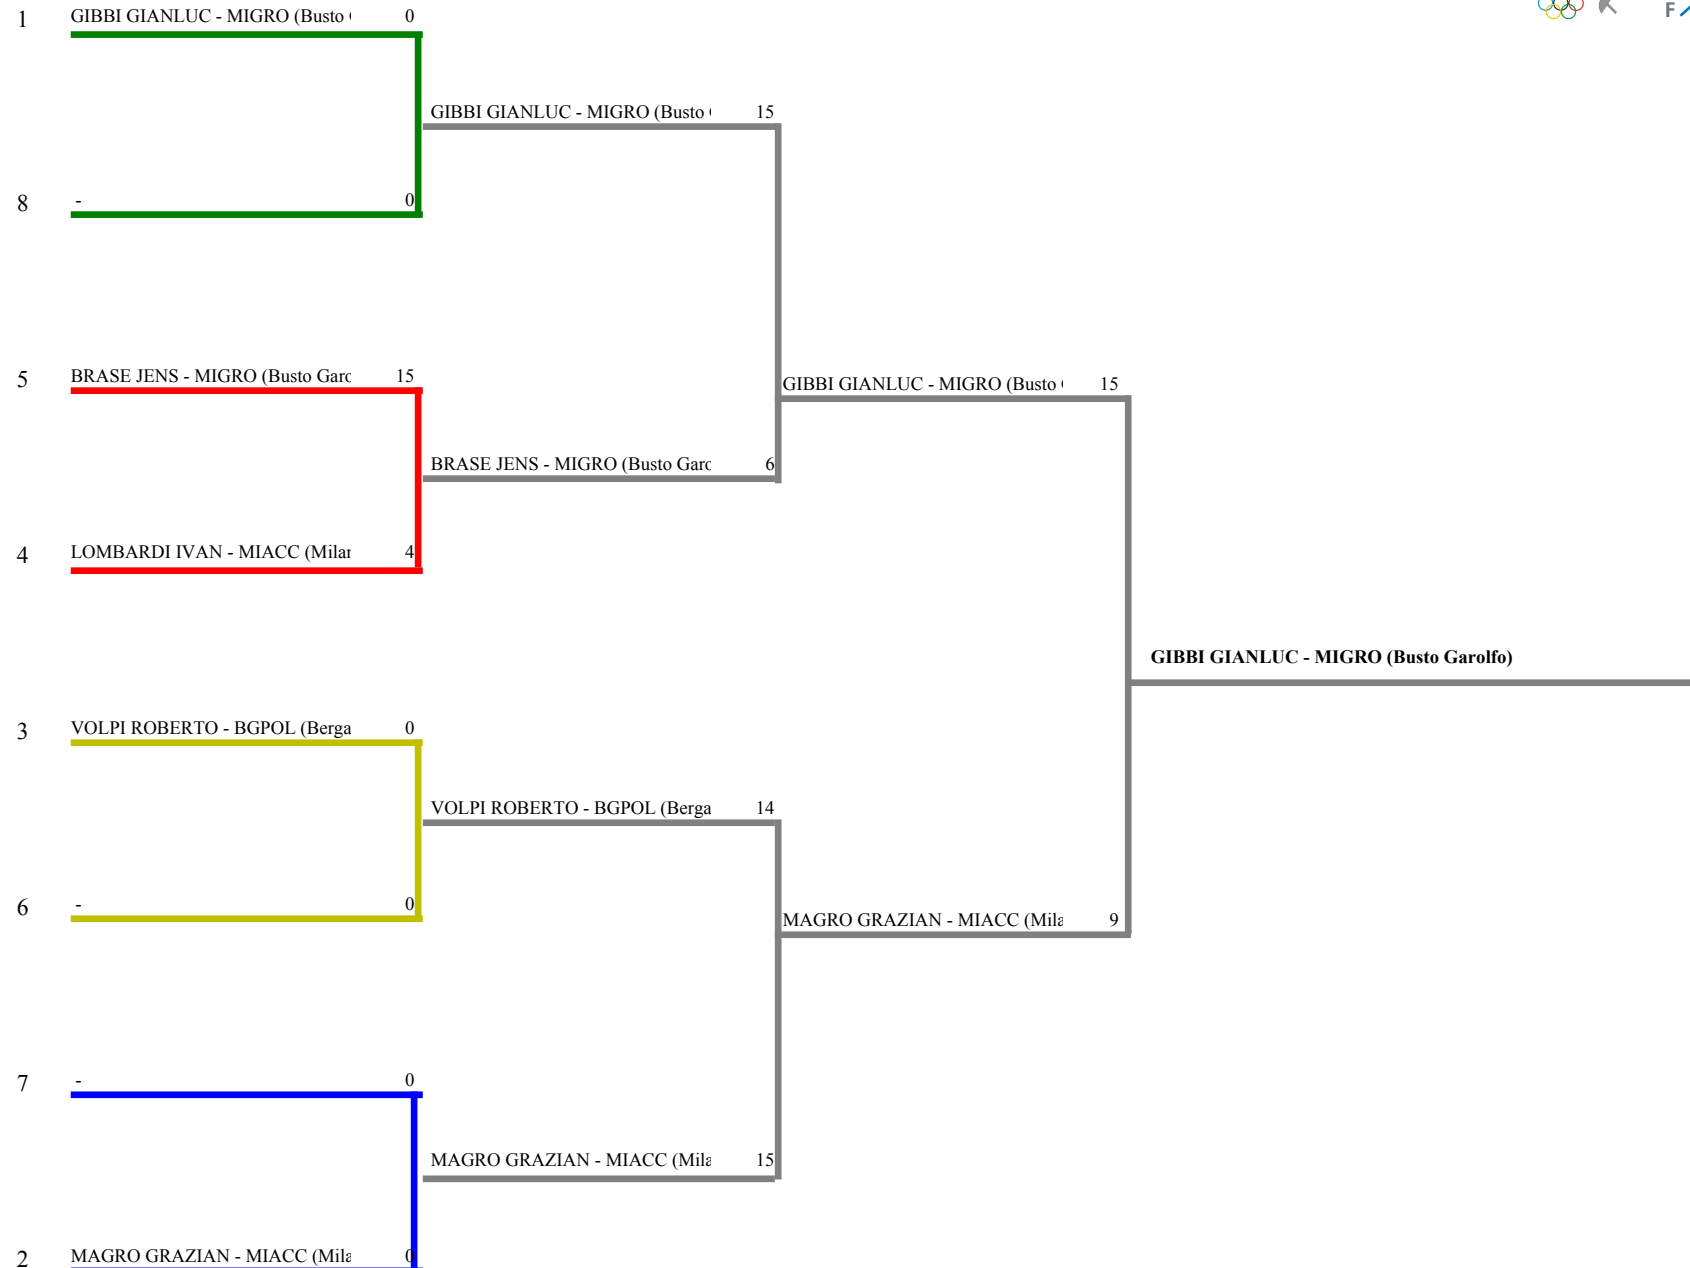 1 GIBBI GIANLUC - MIGRO (Busto 0
F
GIBBI GIANLUC - MIGRO (Busto 15
8 - 0
5 BRASE JENS - MIGRO (Busto Garo 15
GIBBI GIANLUC - MIGRO (Busto 15
BRASE JENS - MIGRO (Busto Garo 6
4 LOMBARDI IVAN - MIACC (Milan 4
GIBBI GIANLUC - MIGRO (Busto Garolfo)
3 VOLPI ROBERTO - BGPOL (Berga 0
VOLPI ROBERTO - BGPOL (Berga 14
6 - 0
MAGRO GRAZIAN - MIACC (Mila 9
7 - 0
MAGRO GRAZIAN - MIACC (Mila 15
2 MAGRO GRAZIAN - MIACC (Mila 0